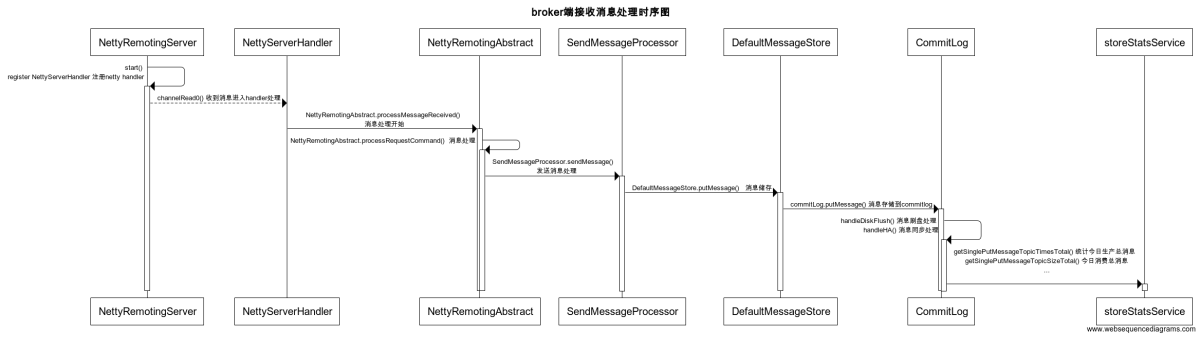 broker端接收消息处理时序图
NettyRemotingServer
NettyServerHandler
NettyRemotingAbstract
SendMessageProcessor
DefaultMessageStore
CommitLog
storeStatsService
start()
register NettyServerHandler 注册netty handler
channelRead0() 收到消息进入handler处理
NettyRemotingAbstract.processMessageReceived()
消息处理开始
NettyRemotingAbstract.processRequestCommand() 消息处理
SendMessageProcessor.sendMessage()
发送消息处理
DefaultMessageStore.putMessage() 消息储存
commitLog.putMessage() 消息存储到commitlog
handleDiskFlush() 消息刷盘处理
handleHA() 消息同步处理
getSinglePutMessageTopicTimesTotal() 统计今日生产总消息
getSinglePutMessageTopicSizeTotal() 今日消费总消息
...
NettyRemotingServer
NettyServerHandler
NettyRemotingAbstract
SendMessageProcessor
DefaultMessageStore
CommitLog
storeStatsService
www.websequencediagrams.com